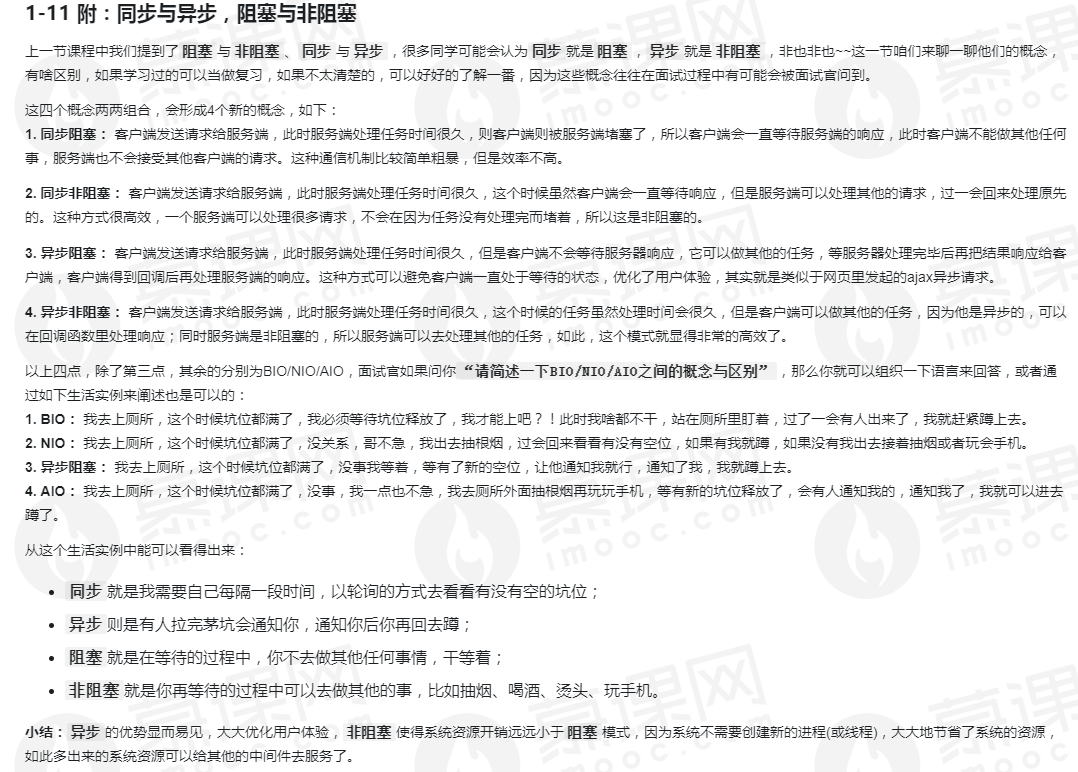 1-11 附：同步与异步，阻塞与非阻塞
上一节课程中我们提到了 阻塞 与 非阻塞 、 同步 与 异步 ，很多同学可能会认为 同步 就是 阻塞 ， 异步 就是 非阻塞 ，非也非也~~这一节咱们来聊一聊他们的概念，
有啥区别，如果学习过的可以当做复习，如果不太清楚的，可以好好的了解一番，因为这些概念往往在面试过程中有可能会被面试官问到。
这四个概念两两组合，会形成4个新的概念，如下：
1. 同步阻塞： 客户端发送请求给服务端，此时服务端处理任务时间很久，则客户端则被服务端堵塞了，所以客户端会一直等待服务端的响应，此时客户端不能做其他任何
事，服务端也不会接受其他客户端的请求。这种通信机制比较简单粗暴，但是效率不高。
2. 同步非阻塞： 客户端发送请求给服务端，此时服务端处理任务时间很久，这个时候虽然客户端会一直等待响应，但是服务端可以处理其他的请求，过一会回来处理原先
的。这种方式很高效，一个服务端可以处理很多请求，不会在因为任务没有处理完而堵着，所以这是非阻塞的。
3. 异步阻塞： 客户端发送请求给服务端，此时服务端处理任务时间很久，但是客户端不会等待服务器响应，它可以做其他的任务，等服务器处理完毕后再把结果响应给客
户端，客户端得到回调后再处理服务端的响应。这种方式可以避免客户端一直处于等待的状态，优化了用户体验，其实就是类似于网页里发起的ajax异步请求。
4. 异步非阻塞： 客户端发送请求给服务端，此时服务端处理任务时间很久，这个时候的任务虽然处理时间会很久，但是客户端可以做其他的任务，因为他是异步的，可以
在回调函数里处理响应；同时服务端是非阻塞的，所以服务端可以去处理其他的任务，如此，这个模式就显得非常的高效了。
以上四点，除了第三点，其余的分别为BIO/NIO/AIO，面试官如果问你 “请简述一下BIO/NIO/AIO之间的概念与区别” ，那么你就可以组织一下语言来回答，或者通
过如下生活实例来阐述也是可以的：
1. BIO： 我去上厕所，这个时候坑位都满了，我必须等待坑位释放了，我才能上吧？！此时我啥都不干，站在厕所里盯着，过了一会有人出来了，我就赶紧蹲上去。
2. NIO： 我去上厕所，这个时候坑位都满了，没关系，哥不急，我出去抽根烟，过会回来看看有没有空位，如果有我就蹲，如果没有我出去接着抽烟或者玩会手机。
3. 异步阻塞： 我去上厕所，这个时候坑位都满了，没事我等着，等有了新的空位，让他通知我就行，通知了我，我就蹲上去。
4. AIO： 我去上厕所，这个时候坑位都满了，没事，我一点也不急，我去厕所外面抽根烟再玩玩手机，等有新的坑位释放了，会有人通知我的，通知我了，我就可以进去
蹲了。
从这个生活实例中能可以看得出来：
• 同步 就是我需要自己每隔一段时间，以轮询的方式去看看有没有空的坑位；
• 异步 则是有人拉完茅坑会通知你，通知你后你再回去蹲；
• 阻塞 就是在等待的过程中，你不去做其他任何事情，干等着；
• 非阻塞 就是你再等待的过程中可以去做其他的事，比如抽烟、喝酒、烫头、玩手机。
小结： 异步 的优势显而易见，大大优化用户体验， 非阻塞 使得系统资源开销远远小于 阻塞 模式，因为系统不需要创建新的进程(或线程)，大大地节省了系统的资源，
如此多出来的系统资源可以给其他的中间件去服务了。
慕课网
imooc.com